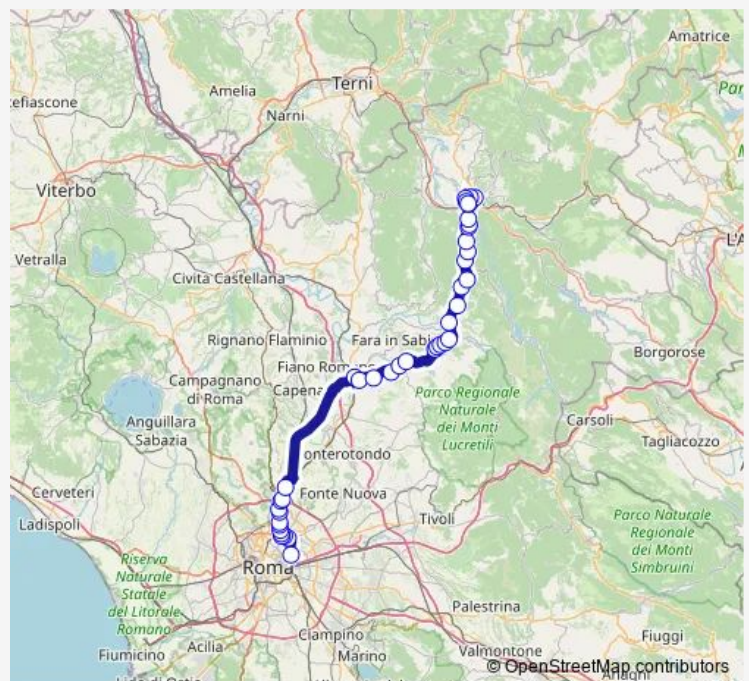 Amatrice
Terni
Amelia
Narni
tefiascone
Viterbo
Vetralla
Civita Castellana
Rignano Flaminio
Fara in Sabi
Fiano Romano
Borgorose
Campagnano
di Roma
Capena
Parco Regionale
Naturale
dei Monti
Lucretili
Anguillara
Sabazia
Carsoli
Tagliacozzo
onterotondo
Cerveteri
Fonte Nuova
Ladispoli
Tivoli
Parco Naturale
Regionale
dei Monti
Simbruini
Riserva
Naturale
Statale
del Litorale
Romano
Roma
Palestrina
Ciampino
Fiuggi
Acilia
Fiumicino
Marino
Valmontone
© OpenStreetMap contributors